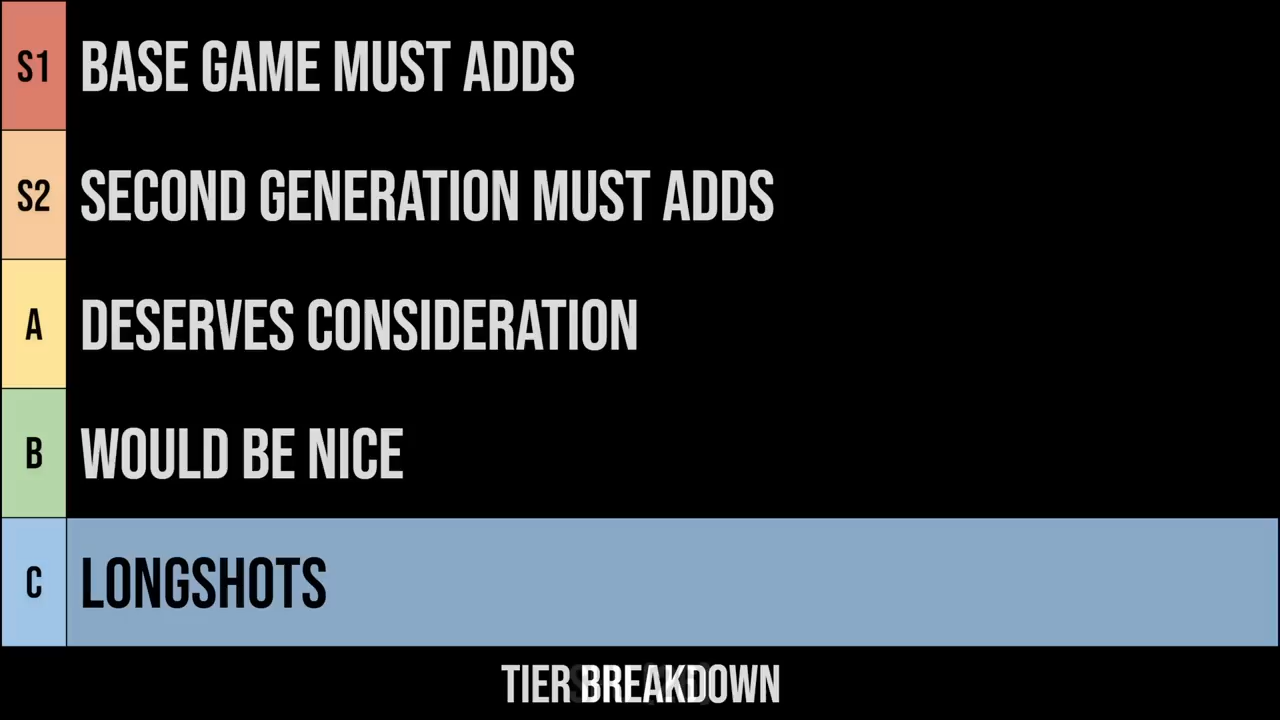 S1 BASE GAME MUST ADDS
S2 SECOND GENERATION MUST ADDS
A DESERVES CONSIDERATION
B WOULD BE NICE
C LONGSHOTS
TIER BREAKDOWN